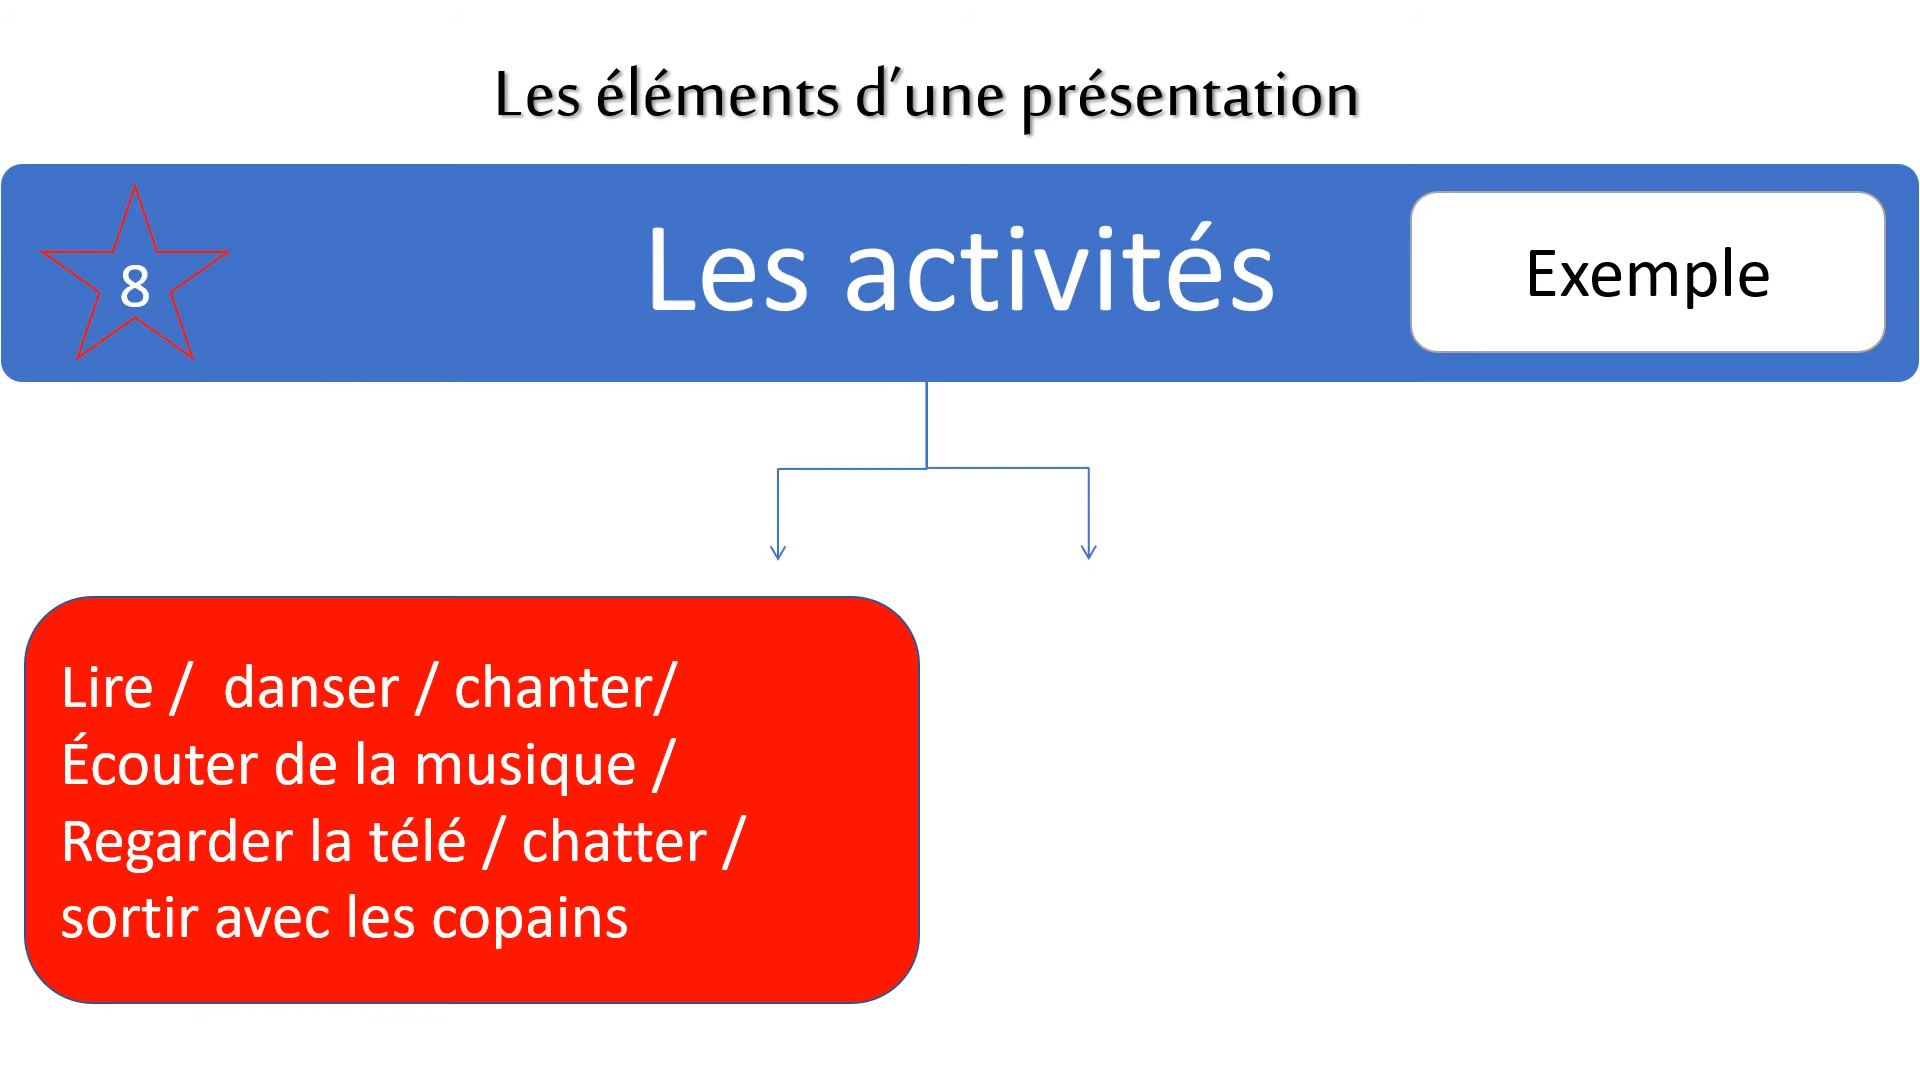 Les éléments d’une présentation
8
Les activités
Exemple
Lire /  danser / chanter/
Écouter de la musique /
Regarder la télé / chatter /
sortir avec les copains